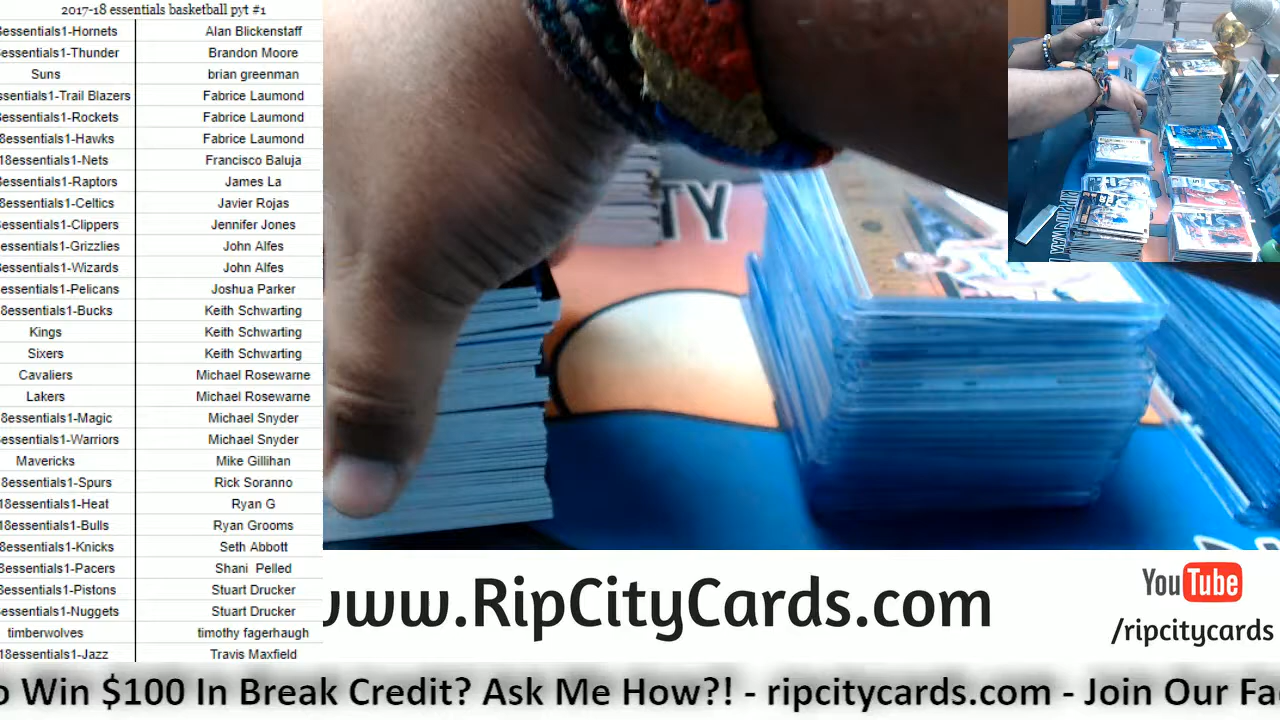 2017-18 essentials basketball pyt #1
essentials1-Hornets Alan Blickenstaff
essentials1-Thunder Brandon Moore
Suns brian greenman
ssentials1-Trail Blazers Fabrice Laumond
essentials1-Rockets Fabrice Laumond
8essentials1-Hawks Fabrice Laumond
18essentials1-Nets Francisco Baluja
essentials1-Raptors James La
8essentials1-Celtics Javier Rojas
essentials1-Clippers Jennifer Jones
essentials1-Grizzlies John Alfes
essentials1-Wizards John Alfes
essentials1-Pelicans Joshua Parker
8essentials1-Bucks Keith Schwarting
Kings Keith Schwarting
Sixers Keith Schwarting
Cavaliers Michael Rosewarne
Lakers Michael Rosewarne
8essentials1-Magic Michael Snyder
essentials1-Warriors Michael Snyder
Mavericks Mike Gillihan
8essentials1-Spurs Rick Soranno
18essentials1-Heat Ryan G
18essentials1-Bulls Ryan Grooms
8essentials1-Knicks Seth Abbott
8essentials1-Pacers Shani Pelled
essentials1-Pistons Stuart Drucker
essentials1-Nuggets Stuart Drucker
timberwolves timothy fagerhaugh
18essentials1-Jazz Travis Maxfield
TY
www.RipCityCards.com
YouTube
/ripcitycards
o Win $100 In Break Credit? Ask Me How?! - ripcitycards.com - Join Our Fa